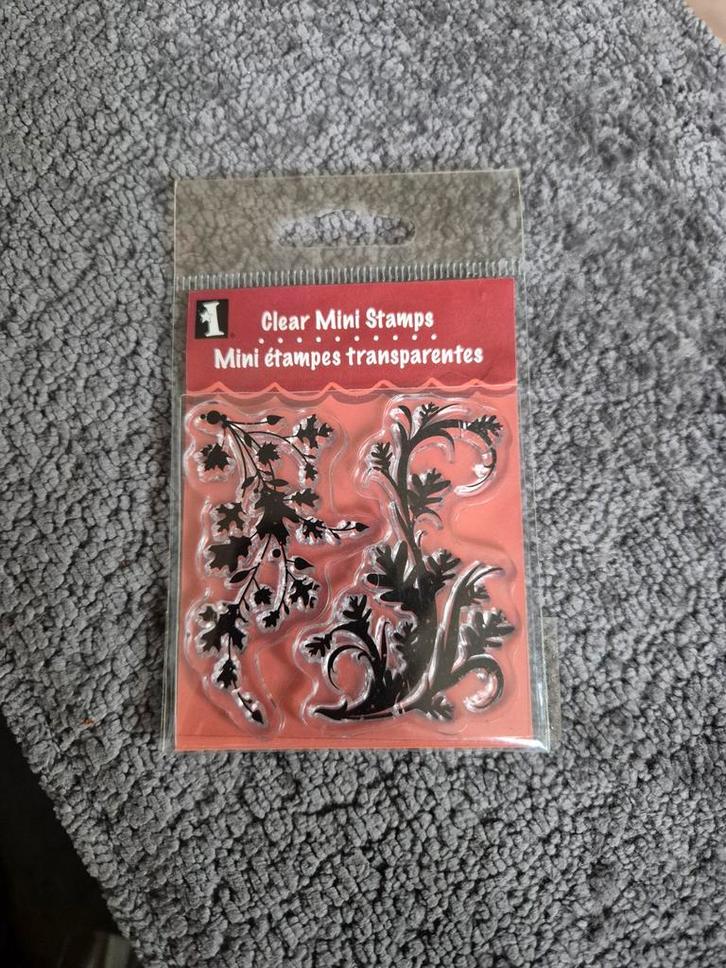 Clear Mini Stamps
Mini étampes transparentes